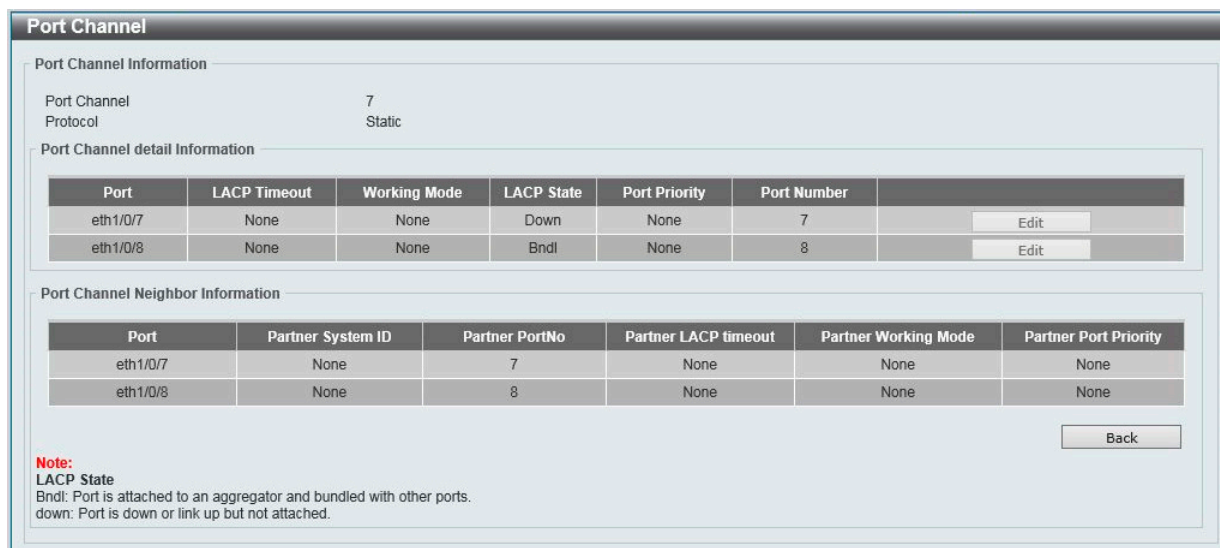 Port Channel
Port Channel Information
Port Channel 7
Protocol Static
Port Channel detail Information
Port LACP Timeout Working Mode LACP State Port Priority Port Number
eth1/0/7 None None Down None 7 Edit
eth1/0/8 None None Bndl None 8 Edit
Port Channel Neighbor Information
Port Partner System ID Partner PortNo Partner LACP timeout Partner Working Mode Partner Port Priority
eth1/0/7 None 7 None None None
eth1/0/8 None 8 None None None
Back
Note:
LACP State
Bndl: Port is attached to an aggregator and bundled with other ports.
down: Port is down or link up but not attached.